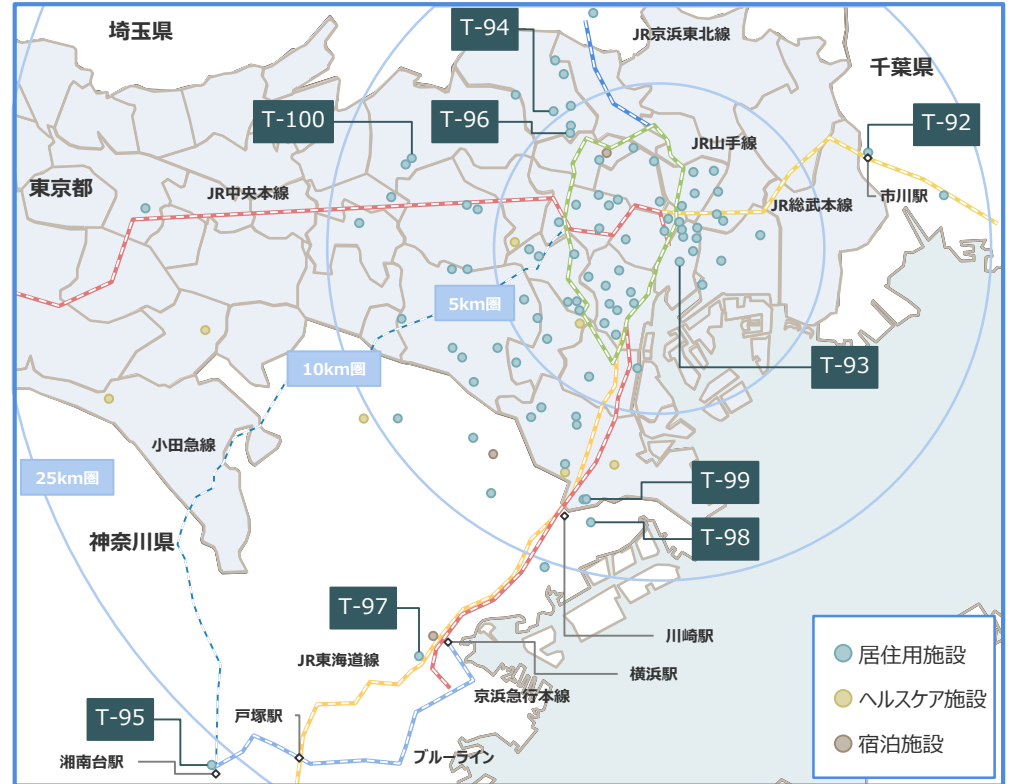 埼玉県
T-94
JR京浜東北線
千葉県
T-100
T-96
T-92
JR山手線
東京都
JR中央本線
JR総武本線
市川駅
5km圏
10km圏
T-93
小田急線
25km圏
T-99
神奈川県
T-98
T-97
川崎駅
JR東海道線
横浜駅
京浜急行本線
T-95
戸塚駅
湘南台駅
ブルーライン
居住用施設
ヘルスケア施設
宿泊施設